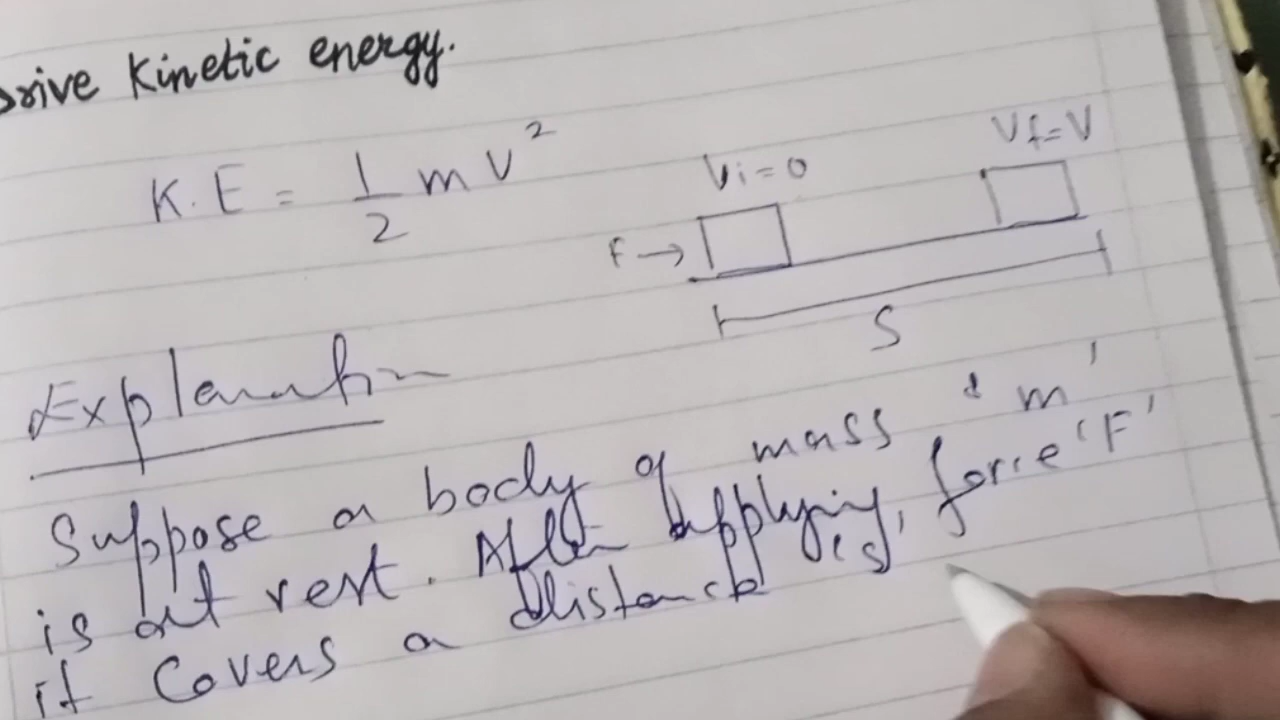 Drive Kinetic energy.
K.E = 1/2 mV²
Vi=0
Vf=V
F→
S
Explanation
Suppose a body of mass 'm'
is at rest. After applying, force 'F'
it Covers a distance 's'